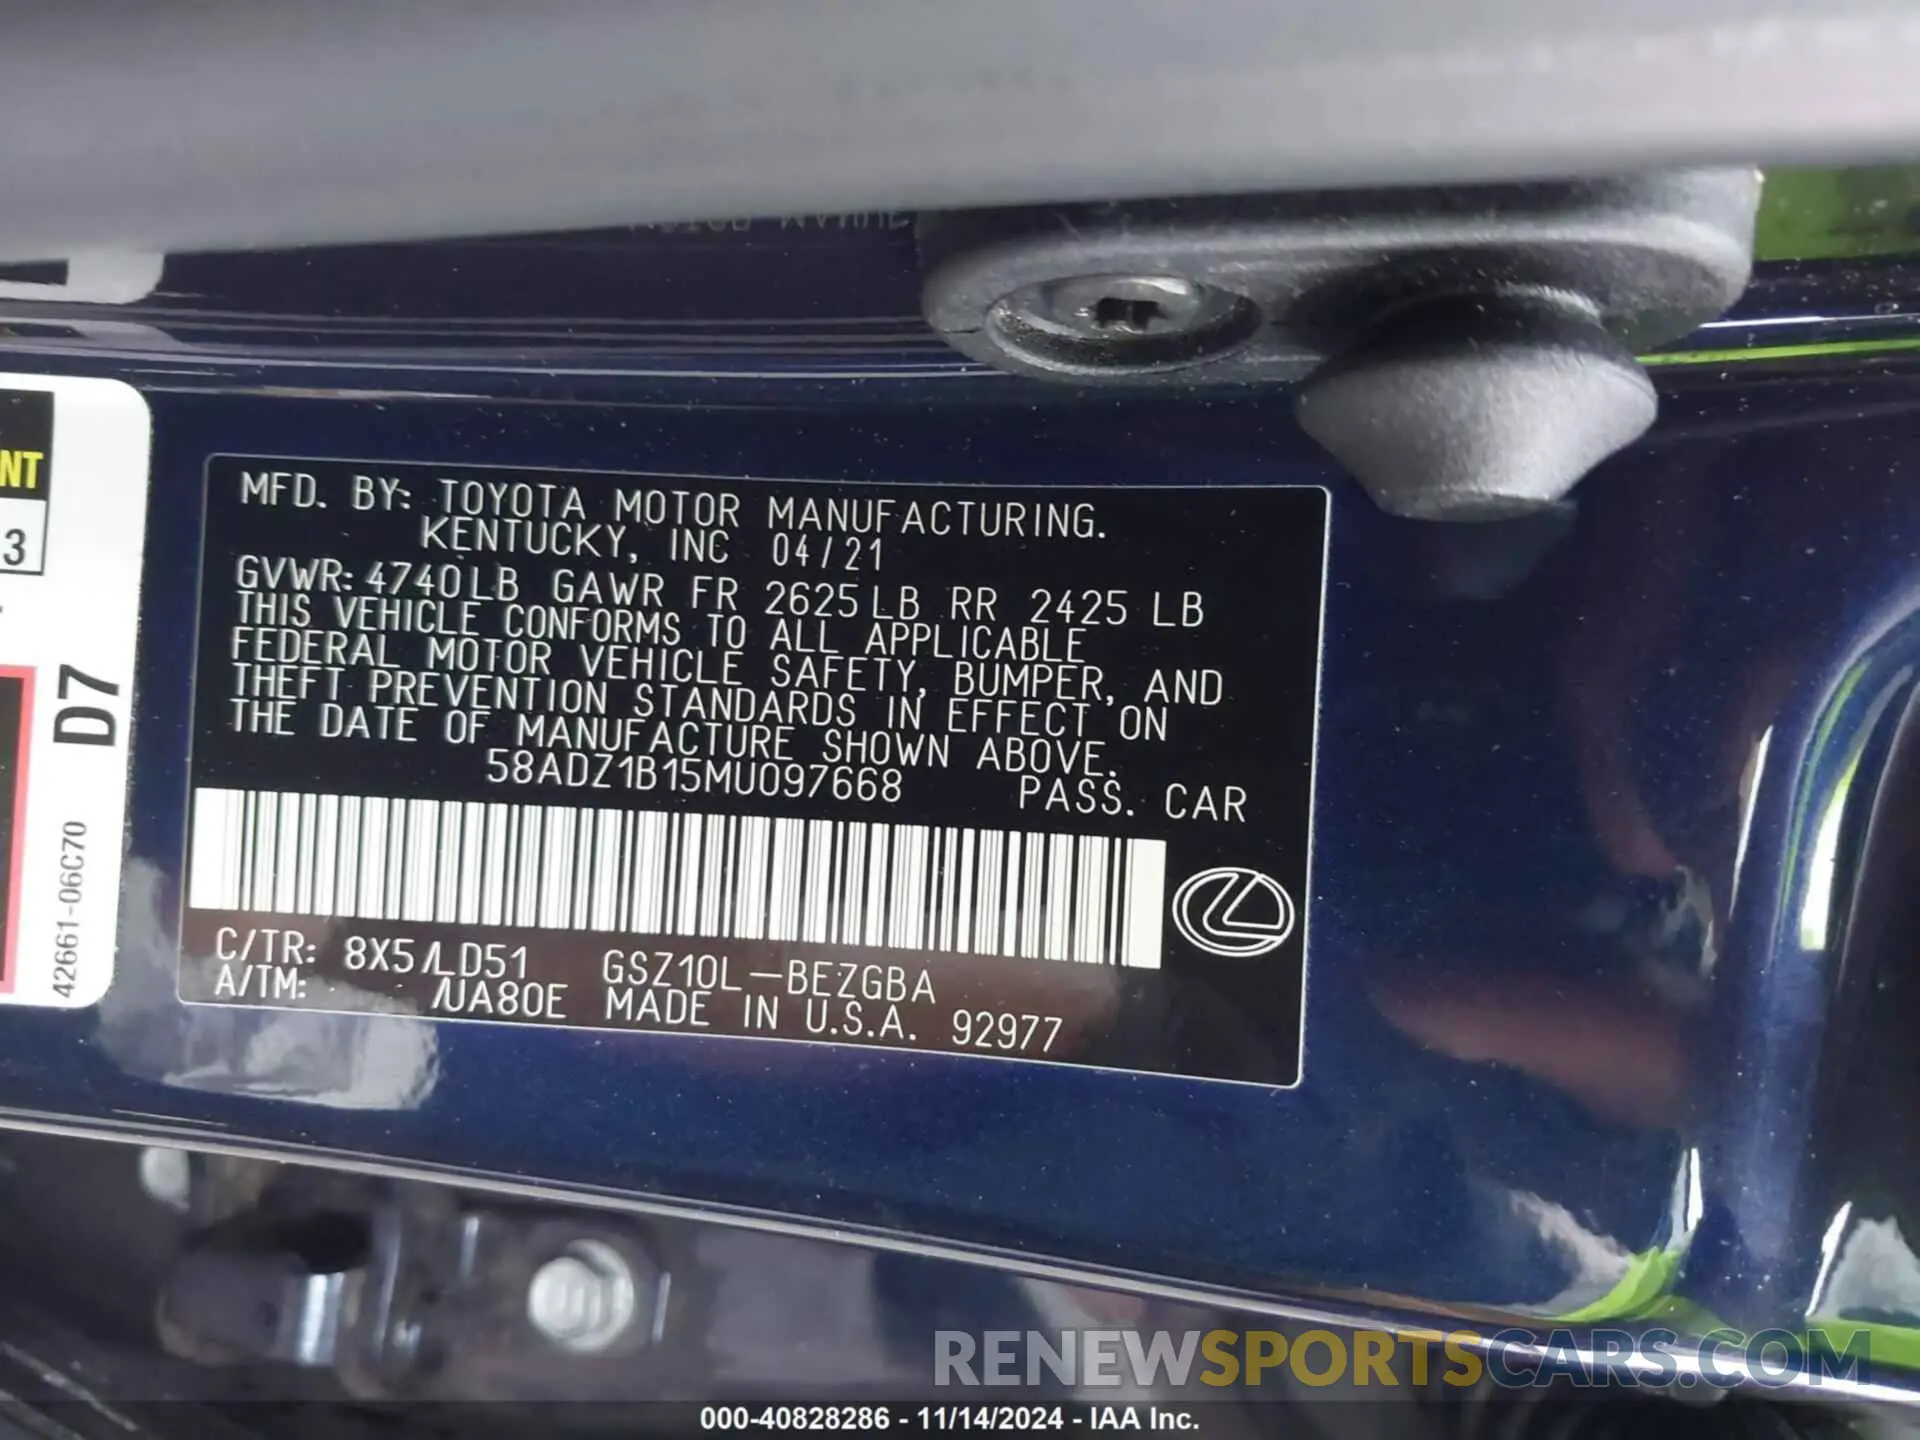 MFD. BY: TOYOTA MOTOR MANUFACTURING.
KENTUCKY, INC 04/21
GVWR: 4740LB GAWR FR 2625LB RR 2425 LB
THIS VEHICLE CONFORMS TO ALL APPLICABLE
FEDERAL MOTOR VEHICLE SAFETY, BUMPER, AND
THEFT PREVENTION STANDARDS IN EFFECT ON
THE DATE OF MANUFACTURE SHOWN ABOVE.
58ADZ1B15MU097668 PASS. CAR
C/TR: 8X5/LD51 GSZ10L-BEZGBA
A/TM: /UA80E MADE IN U.S.A. 92977
NT
3
D7
42661-06C70
RENEWSPORTSCARS.COM
000-40828286 - 11/14/2024 - IAA Inc.